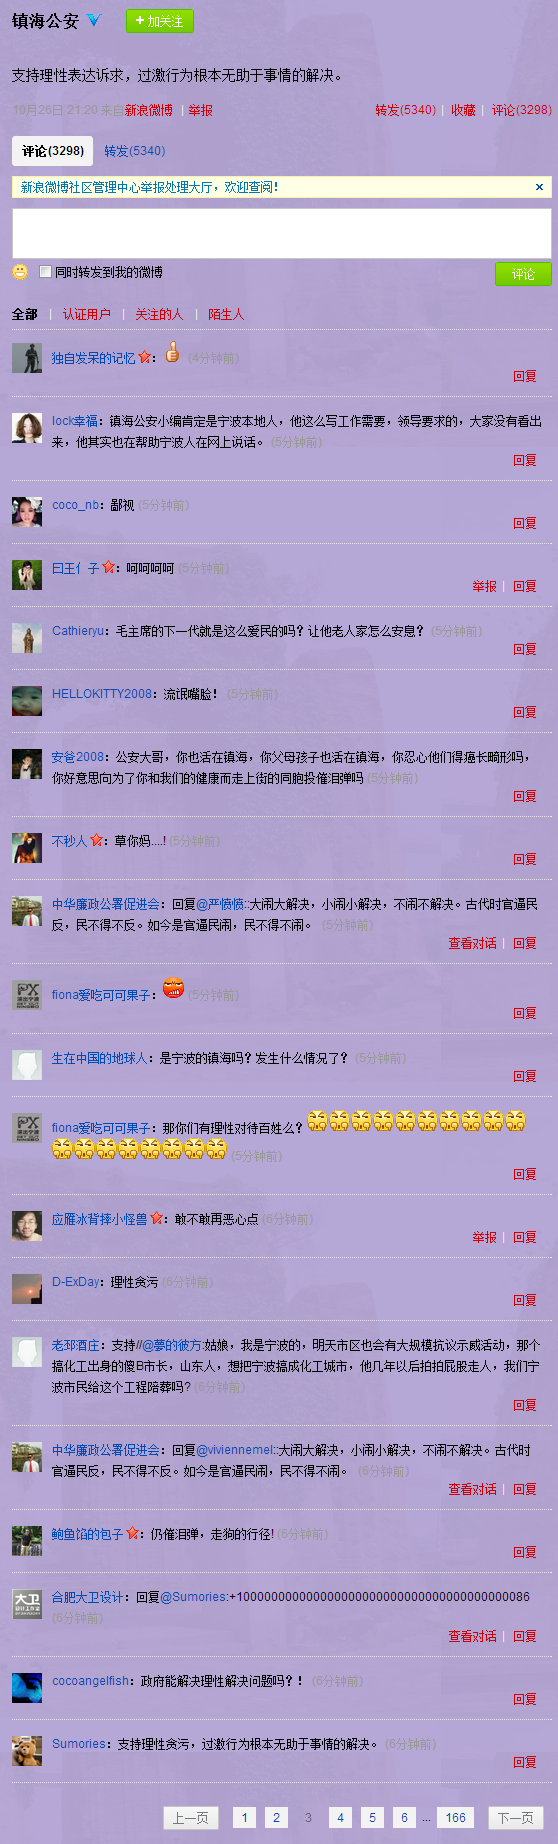 镇海公安
+ 加关注
支持理性表达诉求，过激行为根本无助于事情的解决。
10月26日 21:20 来自新浪微博 | 举报
转发(5340) | 收藏 | 评论(3298)
评论(3298) 转发(5340)
新浪微博社区管理中心举报处理大厅，欢迎查阅！ ×
同时转发到我的微博
评论
全部 | 认证用户 | 关注的人 | 陌生人
独自发呆的记忆： (4分钟前)
回复
lock幸福：镇海公安小编肯定是宁波本地人，他这么写工作需要，领导要求的，大家没有看出
来，他其实也在帮助宁波人在网上说话。 (5分钟前)
回复
coco_nb：鄙视 (5分钟前)
回复
曰王亻子：呵呵呵呵 (5分钟前)
举报 | 回复
Cathieryu：毛主席的下一代就是这么爱民的吗？让他老人家怎么安息？ (5分钟前)
回复
HELLOKITTY2008：流氓嘴脸！ (5分钟前)
回复
安爸2008：公安大哥，你也活在镇海，你父母孩子也活在镇海，你忍心他们得癌长畸形吗，
你好意思向为了你和我们的健康而走上街的同胞投催泪弹吗 (5分钟前)
回复
不秒人：草你妈....! (5分钟前)
回复
中华廉政公署促进会：回复@严愤愤::大闹大解决，小闹小解决，不闹不解决。古代时官逼民
反，民不得不反。如今是官逼民闹，民不得不闹。 (5分钟前)
查看对话 | 回复
PX
滚出宁波
GET OUT
NINGBO
fiona爱吃可可果子： (5分钟前)
回复
生在中国的地球人：是宁波的镇海吗？发生什么情况了？ (5分钟前)
回复
PX
滚出宁波
GET OUT
NINGBO
fiona爱吃可可果子：那你们有理性对待百姓么？
(5分钟前)
回复
应雁冰背摔小怪兽：敢不敢再恶心点 (6分钟前)
举报 | 回复
D-ExDay：理性贪污 (6分钟前)
回复
老邳酒庄：支持//@夢的彼方:姑娘，我是宁波的，明天市区也会有大规模抗议示威活动，那个
搞化工出身的傻B市长，山东人，想把宁波搞成化工城市，他几年以后拍拍屁股走人，我们宁
波市民给这个工程陪葬吗? (6分钟前)
回复
中华廉政公署促进会：回复@viviennemel::大闹大解决，小闹小解决，不闹不解决。古代时
官逼民反，民不得不反。如今是官逼民闹，民不得不闹。 (6分钟前)
查看对话 | 回复
鲍鱼馅的包子：仍催泪弹，走狗的行径! (6分钟前)
回复
大卫
合肥大卫设计：回复@Sumories:+10000000000000000000000000000000000000000086
(6分钟前)
查看对话 | 回复
cocoangelfish：政府能解决理性解决问题吗？！ (6分钟前)
回复
Sumories：支持理性贪污，过激行为根本无助于事情的解决。 (6分钟前)
回复
上一页 1 2 3 4 5 6 ... 166 下一页